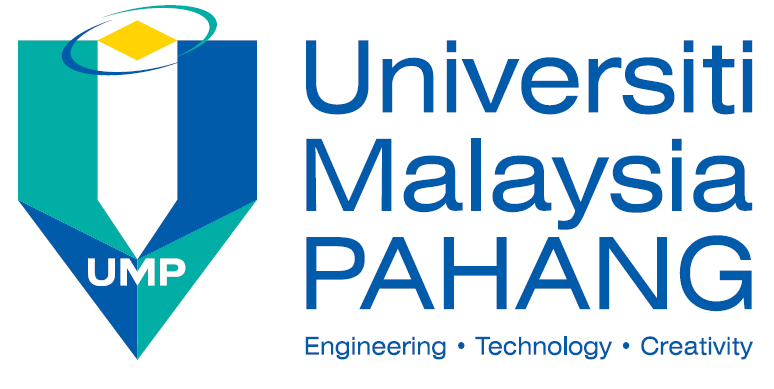 UMP
Universiti
Malaysia
PAHANG
Engineering • Technology • Creativity